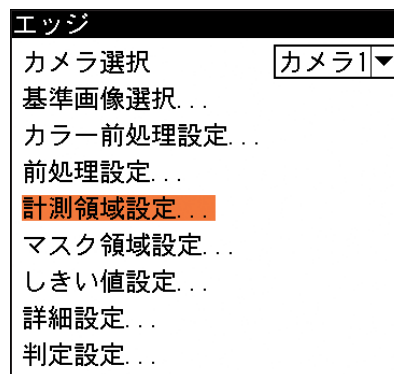 エッジ
カメラ選択 カメラ1▼
基準画像選択...
カラー前処理設定...
前処理設定...
計測領域設定...
マスク領域設定...
しきい値設定...
詳細設定...
判定設定...